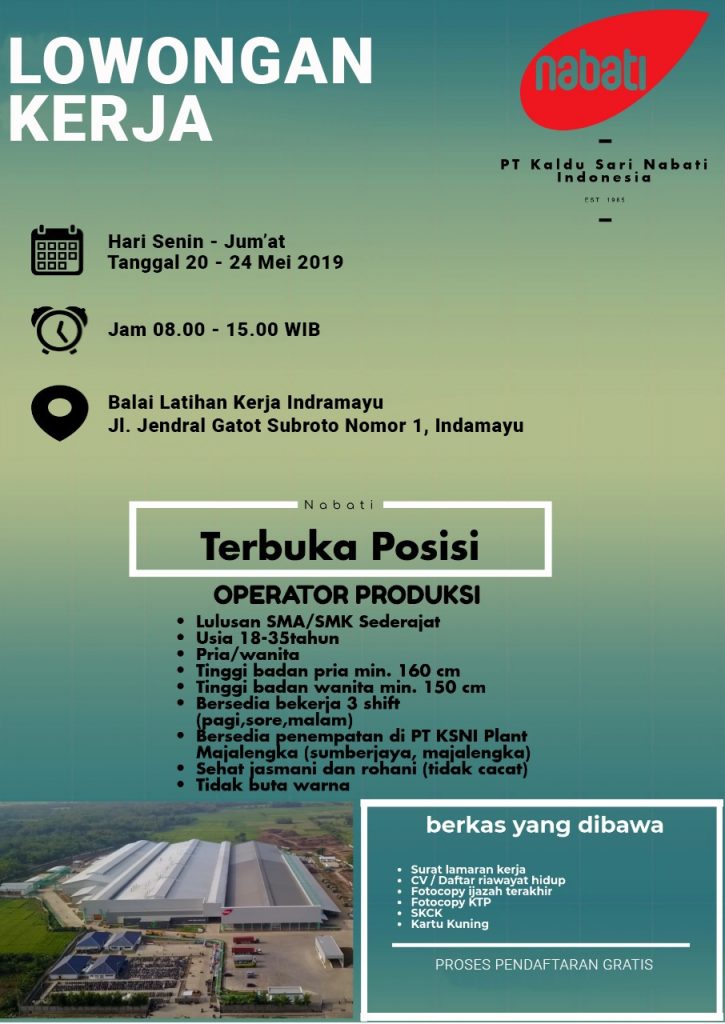 LOWONGAN
KERJA
nabati
PT Kaldu Sari Nabati
Indonesia
EST 1985
Hari Senin - Jum'at
Tanggal 20 - 24 Mei 2019
Jam 08.00 - 15.00 WIB
Balai Latihan Kerja Indramayu
Jl. Jendral Gatot Subroto Nomor 1, Indamayu
Nabati
Terbuka Posisi
OPERATOR PRODUKSI
• Lulusan SMA/SMK Sederajat
• Usia 18-35tahun
• Pria/wanita
• Tinggi badan pria min. 160 cm
• Tinggi badan wanita min. 150 cm
• Bersedia bekerja 3 shift
(pagi,sore,malam)
• Bersedia penempatan di PT KSNI Plant
Majalengka (sumberjaya, majalengka)
• Sehat jasmani dan rohani (tidak cacat)
• Tidak buta warna
berkas yang dibawa
• Surat lamaran kerja
• CV / Daftar riawayat hidup
• Fotocopy ijazah terakhir
• Fotocopy KTP
• SKCK
• Kartu Kuning
PROSES PENDAFTARAN GRATIS